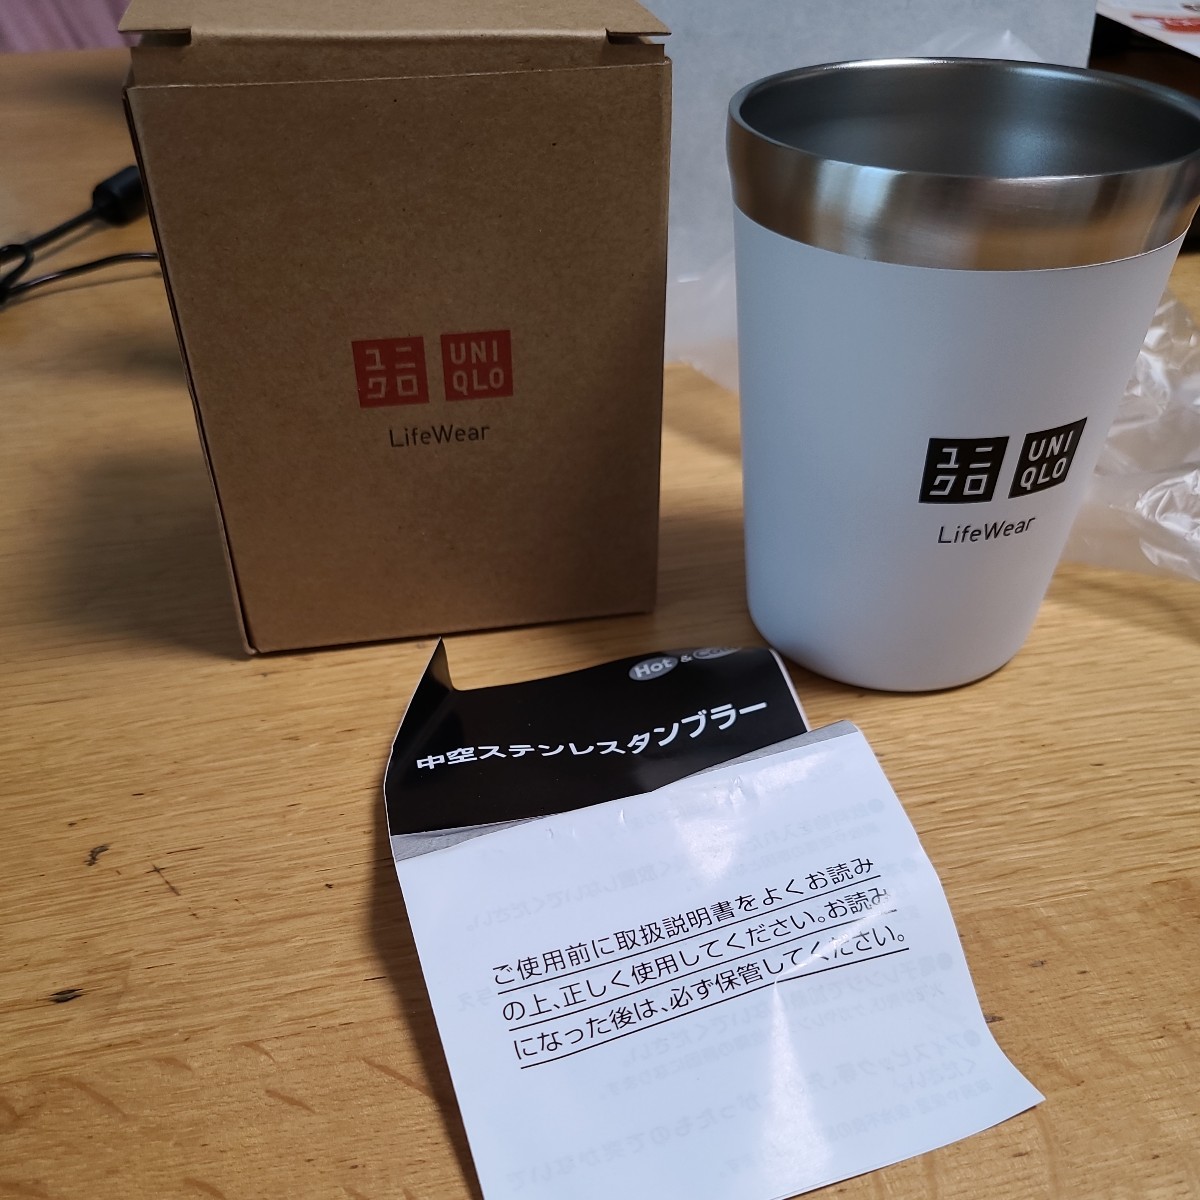 ユニ
クロ
UNI
QLO
LifeWear
ユニ
クロ
UNI
QLO
LifeWear
Hot &
中空ステンレスタンブラー
ご使用前に取扱説明書をよくお読み
の上、正しく使用してください。お読み
になった後は、必ず保管してください。